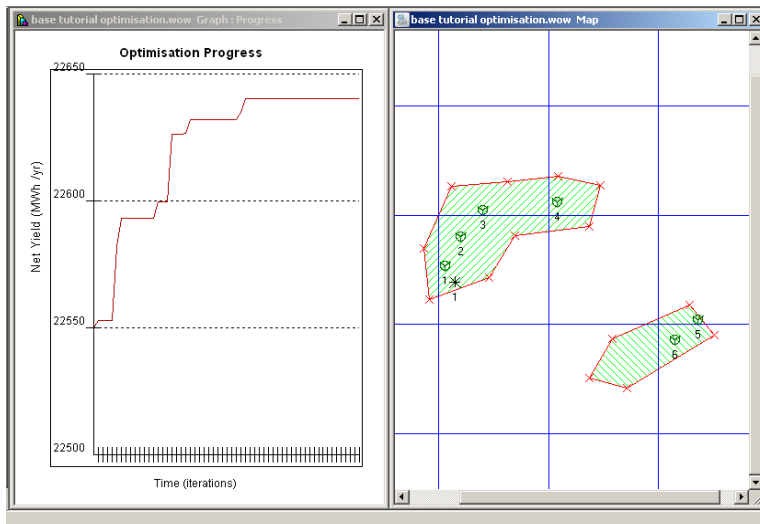 base tutorial optimisation.wow Graph : Progress
Optimisation Progress
22650
22600
22550
22500
Net Yield (MWh /yr)
Time (iterations)
base tutorial optimisation.wow Map
3
4
2
1
1
5
6